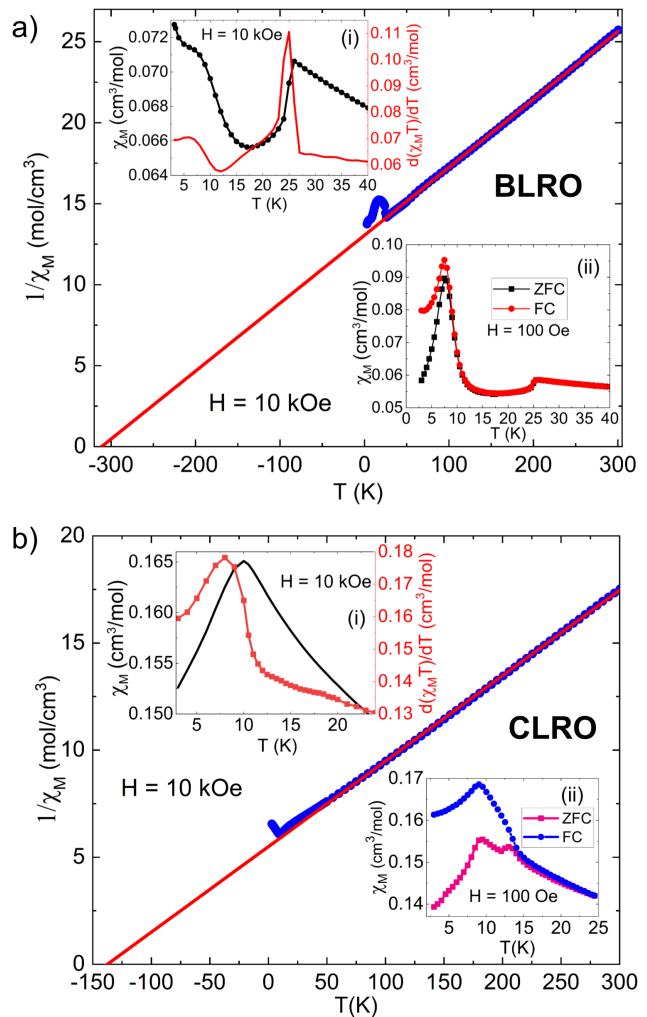 a)
25
20
15
10
5
0
1/χM (mol/cm³)
-300 -200 -100 0 100 200 300
T (K)
BLRO
H = 10 kOe
0.072
0.070
0.068
0.066
0.064
χM (cm³/mol)
H = 10 kOe
(i)
0.11
0.10
0.09
0.08
0.07
0.06
d(χMT)/dT (cm³/mol)
5 10 15 20 25 30 35 40
T (K)
0.10
0.09
0.08
0.07
0.06
0.05
χM (cm³/mol)
(ii)
ZFC
FC
H = 100 Oe
0 5 10 15 20 25 30 35 40
T (K)
b)
20
15
10
5
0
1/χM (mol/cm³)
-150 -100 -50 0 50 100 150 200 250 300
T(K)
CLRO
H = 10 kOe
0.165
0.160
0.155
0.150
χM (cm³/mol)
H = 10 kOe
(i)
0.18
0.17
0.16
0.15
0.14
0.13
d(χMT)/dT (cm³/mol)
5 10 15 20
T (K)
0.17
0.16
0.15
0.14
χM (cm³/mol)
(ii)
ZFC
FC
H = 100 Oe
5 10 15 20 25
T(K)